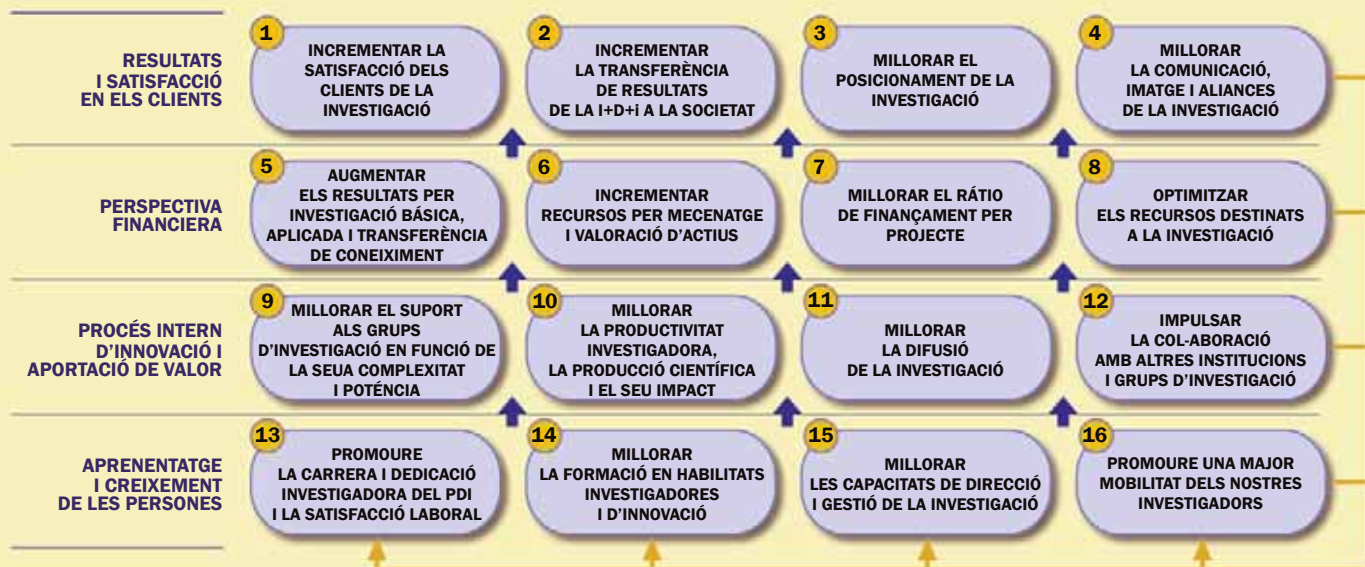 RESULTATS
I SATISFACCIÓ
EN ELS CLIENTS
1
INCREMENTAR LA
SATISFACCIÓ DELS
CLIENTS DE LA
INVESTIGACIÓ
2
INCREMENTAR
LA TRANSFERÈNCIA
DE RESULTATS
DE LA I+D+i A LA SOCIETAT
3
MILLORAR EL
POSICIONAMENT DE LA
INVESTIGACIÓ
4
MILLORAR
LA COMUNICACIÓ,
IMATGE I ALIANCES
DE LA INVESTIGACIÓ
PERSPECTIVA
FINANCIERA
5
AUGMENTAR
ELS RESULTATS PER
INVESTIGACIÓ BÁSICA,
APLICADA I TRANSFERÈNCIA
DE CONEIXIMENT
6
INCREMENTAR
RECURSOS PER MECENATGE
I VALORACIÓ D'ACTIUS
7
MILLORAR EL RÁTIO
DE FINANÇAMENT PER
PROJECTE
8
OPTIMITZAR
ELS RECURSOS DESTINATS
A LA INVESTIGACIÓ
PROCÉS INTERN
D'INNOVACIÓ I
APORTACIÓ DE VALOR
9
MILLORAR EL SUPORT
ALS GRUPS
D'INVESTIGACIÓ EN FUNCIÓ DE
LA SEUA COMPLEXITAT
I POTÉNCIA
10
MILLORAR
LA PRODUCTIVITAT
INVESTIGADORA,
LA PRODUCCIÓ CIENTÍFICA
I EL SEU IMPACT
11
MILLORAR
LA DIFUSIÓ
DE LA INVESTIGACIÓ
12
IMPULSAR
LA COL-ABORACIÓ
AMB ALTRES INSTITUCIONS
I GRUPS D'INVESTIGACIÓ
APRENENTATGE
I CREIXEMENT
DE LES PERSONES
13
PROMOURE
LA CARRERA I DEDICACIÓ
INVESTIGADORA DEL PDI
I LA SATISFACCIÓ LABORAL
14
MILLORAR
LA FORMACIÓ EN HABILITATS
INVESTIGADORES
I D'INNOVACIÓ
15
MILLORAR
LES CAPACITATS DE DIRECCIÓ
I GESTIÓ DE LA INVESTIGACIÓ
16
PROMOURE UNA MAJOR
MOBILITAT DELS NOSTRES
INVESTIGADORS